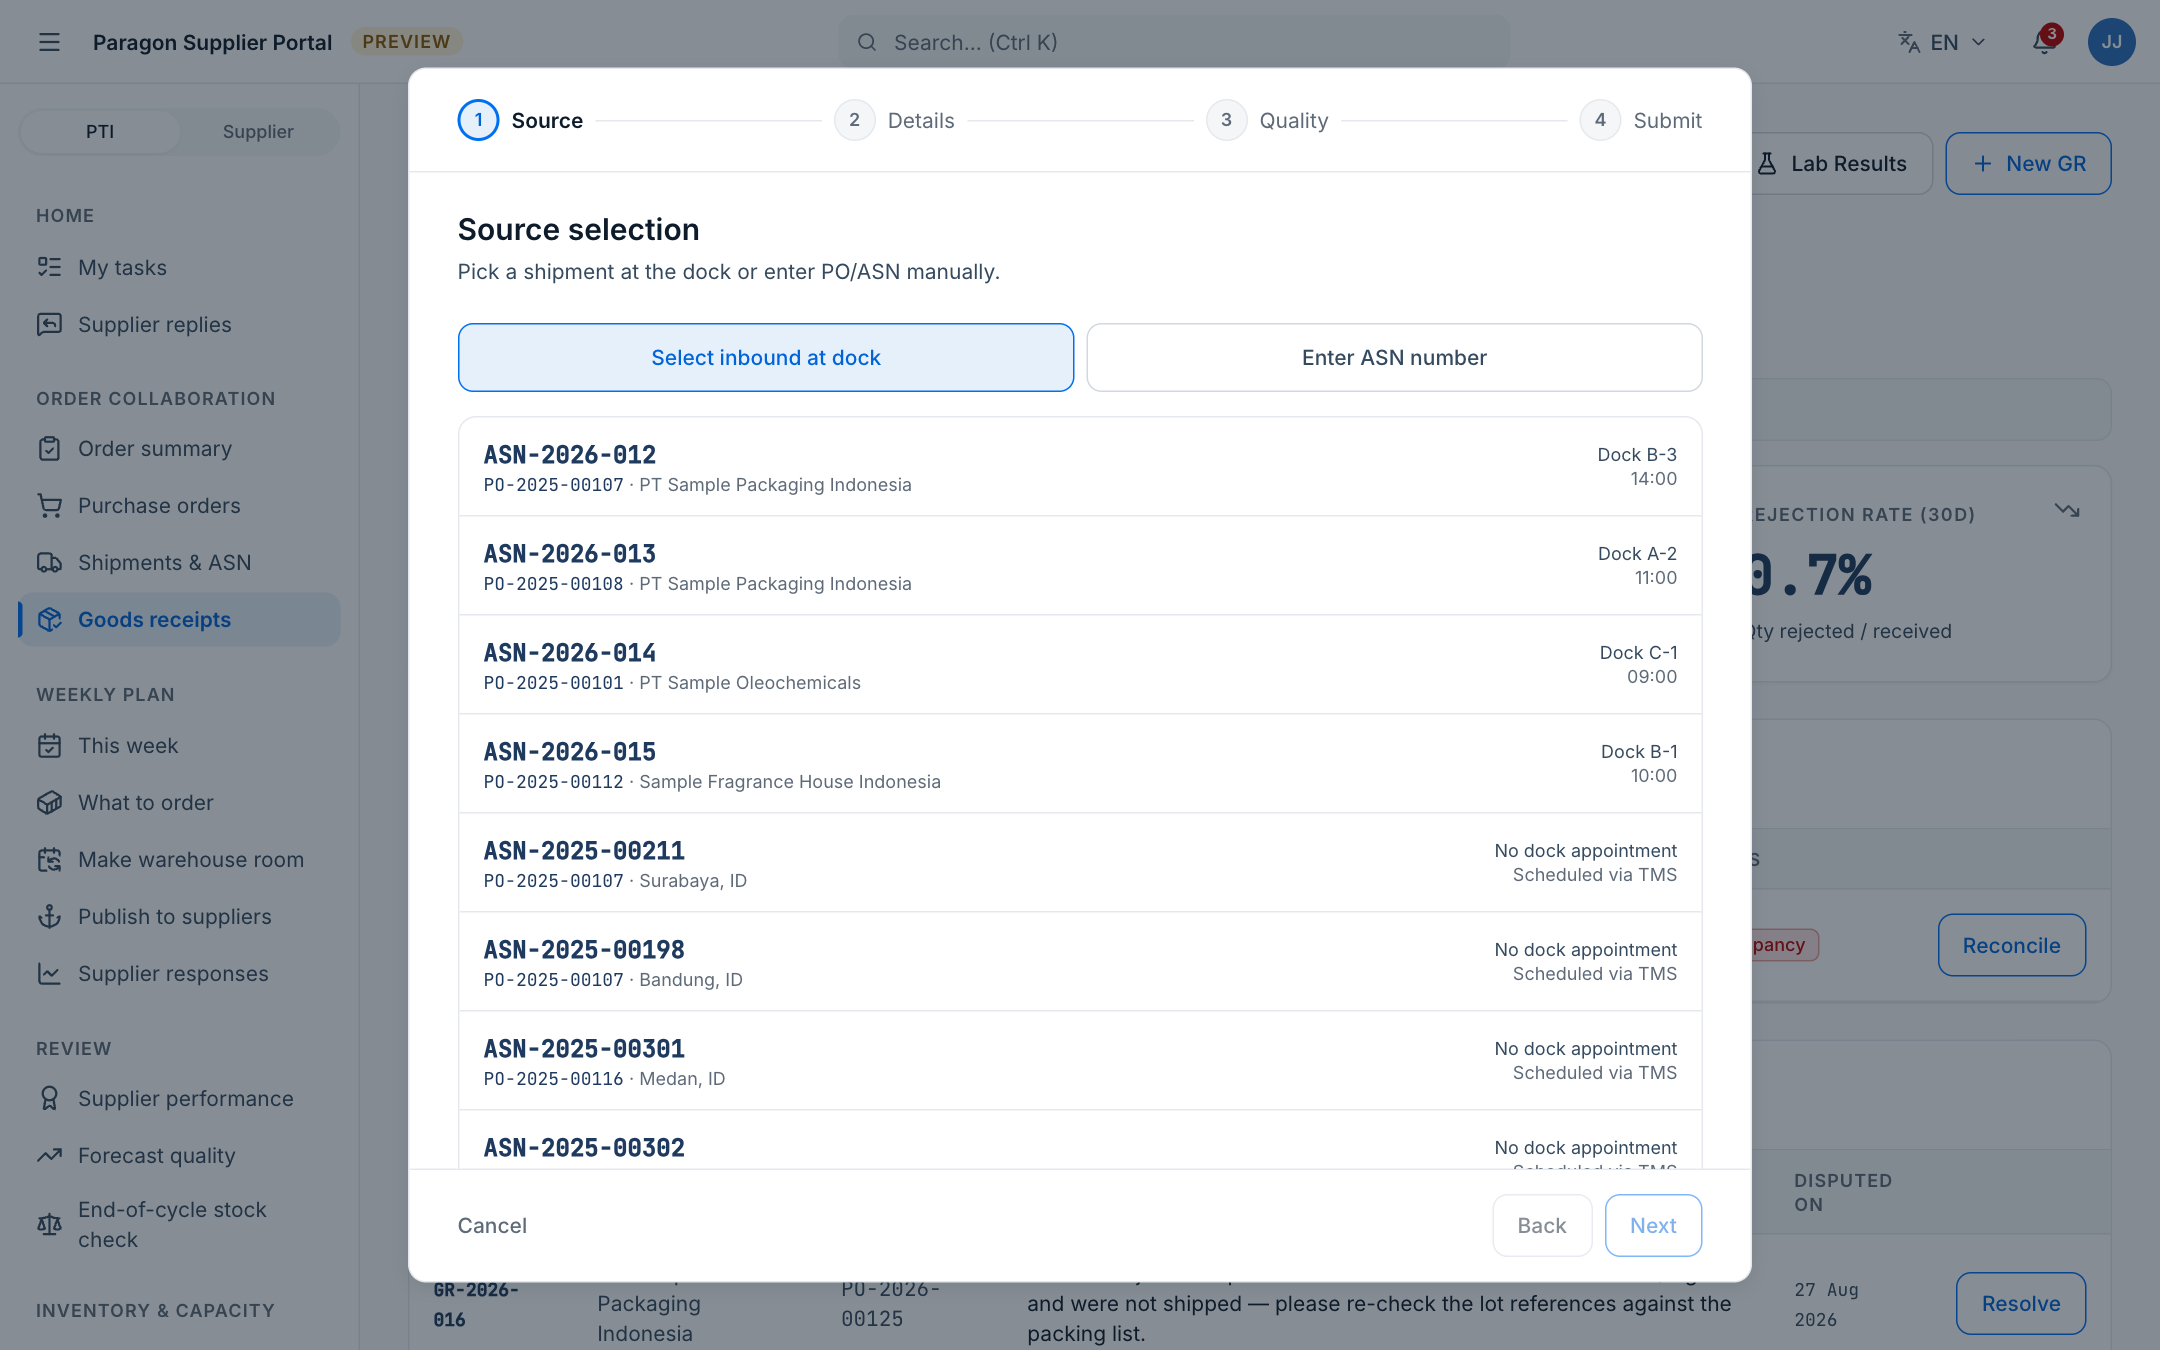 Paragon Supplier Portal
PREVIEW
Search... (Ctrl K)
EN
3
JJ
PTI
Supplier
HOME
My tasks
Supplier replies
ORDER COLLABORATION
Order summary
Purchase orders
Shipments & ASN
Goods receipts
WEEKLY PLAN
This week
What to order
Make warehouse room
Publish to suppliers
Supplier responses
REVIEW
Supplier performance
Forecast quality
End-of-cycle stock
check
INVENTORY & CAPACITY
Lab Results
New GR
EJECTION RATE (30D)
0.7%
Qty rejected / received
S
pancy
Reconcile
DISPUTED
ON
GR-2026-
016
Packaging
Indonesia
PO-2026-
00125
and were not shipped — please re-check the lot references against the
packing list.
27 Aug
2026
Resolve
1
Source
2
Details
3
Quality
4
Submit
Source selection
Pick a shipment at the dock or enter PO/ASN manually.
Select inbound at dock
Enter ASN number
ASN-2026-012
PO-2025-00107 · PT Sample Packaging Indonesia
Dock B-3
14:00
ASN-2026-013
PO-2025-00108 · PT Sample Packaging Indonesia
Dock A-2
11:00
ASN-2026-014
PO-2025-00101 · PT Sample Oleochemicals
Dock C-1
09:00
ASN-2026-015
PO-2025-00112 · Sample Fragrance House Indonesia
Dock B-1
10:00
ASN-2025-00211
PO-2025-00107 · Surabaya, ID
No dock appointment
Scheduled via TMS
ASN-2025-00198
PO-2025-00107 · Bandung, ID
No dock appointment
Scheduled via TMS
ASN-2025-00301
PO-2025-00116 · Medan, ID
No dock appointment
Scheduled via TMS
ASN-2025-00302
No dock appointment
Scheduled via TMS
Cancel
Back
Next